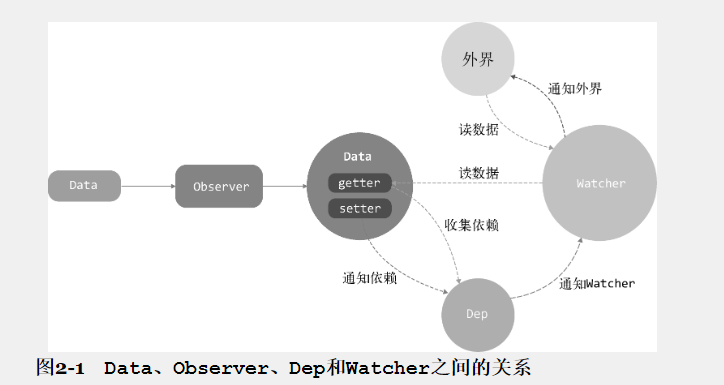 外界
通知外界
读数据
Data
读数据
Data
Observer
getter
Watcher
setter
收集依赖
通知依赖
通知Watcher
Dep
图2-1 Data、Observer、Dep和Watcher之间的关系